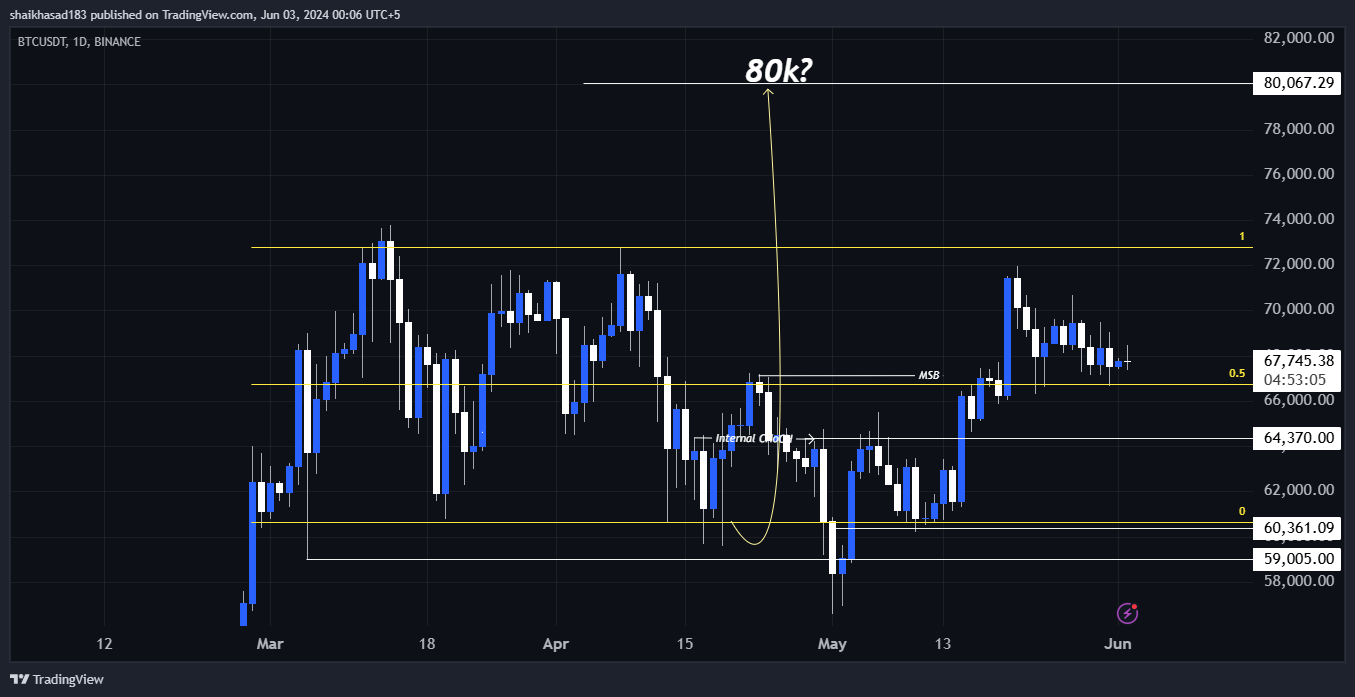 shaikhasad183 published on TradingView.com, Jun 03, 2024 00:06 UTC+5
BTCUSDT, 1D, BINANCE
82,000.00
80k?
80,067.29
78,000.00
76,000.00
74,000.00
1
72,000.00
70,000.00
67,745.38
MSB
0.5
04:53:05
66,000.00
Internal CHoCH
64,370.00
62,000.00
0
60,361.09
59,005.00
58,000.00
12 Mar 18 Apr 15 May 13 Jun
TradingView